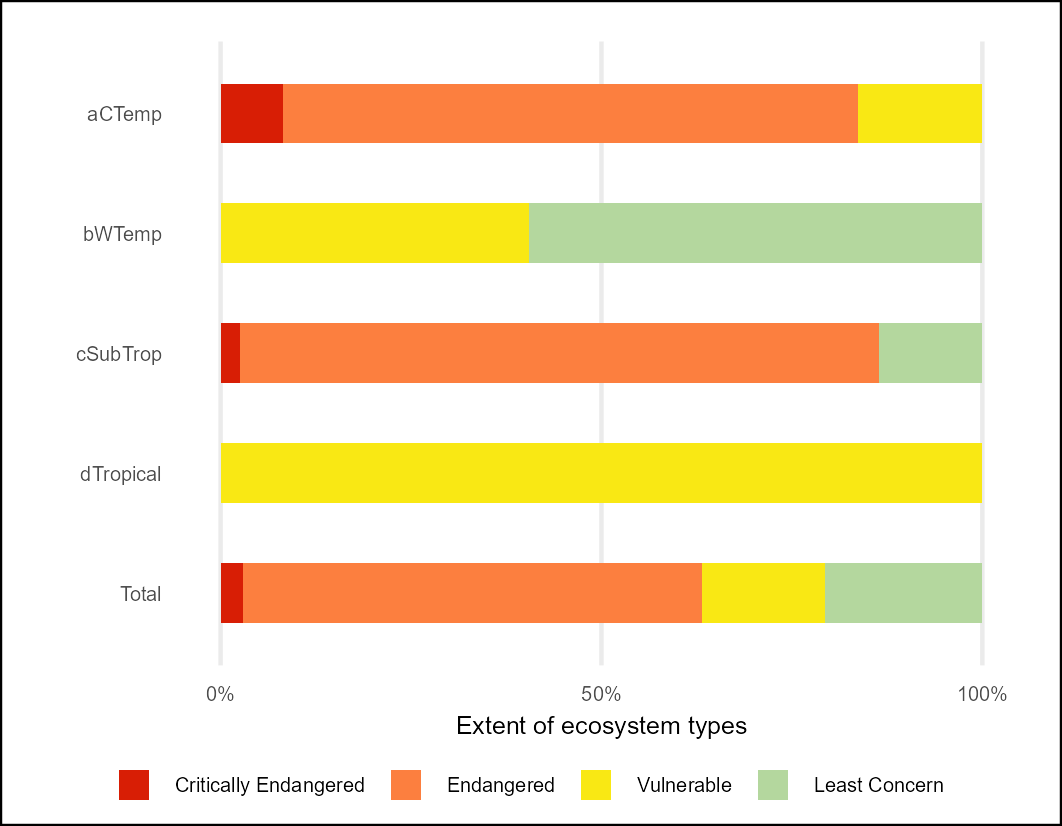 aCTemp
bWTemp
cSubTrop
dTropical
Total
0% 50% 100%
Extent of ecosystem types
Critically Endangered Endangered Vulnerable Least Concern